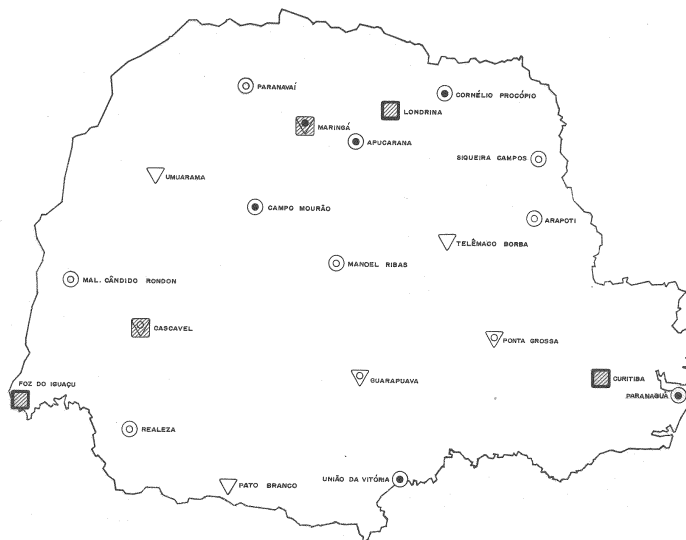 PARANAVAÍ
CORNÉLIO PROCÓPIO
LONDRINA
MARINGÁ
APUCARANA
SIQUEIRA CAMPOS
UMUARAMA
CAMPO MOURÃO
ARAPOTI
TELÊMACO BORBA
MANOEL RIBAS
MAL. CÂNDIDO RONDON
CASCAVEL
PONTA GROSSA
GUARAPUAVA
CURITIBA
FOZ DO IGUAÇU
PARANAGUÁ
REALEZA
UNIÃO DA VITÓRIA
PATO BRANCO